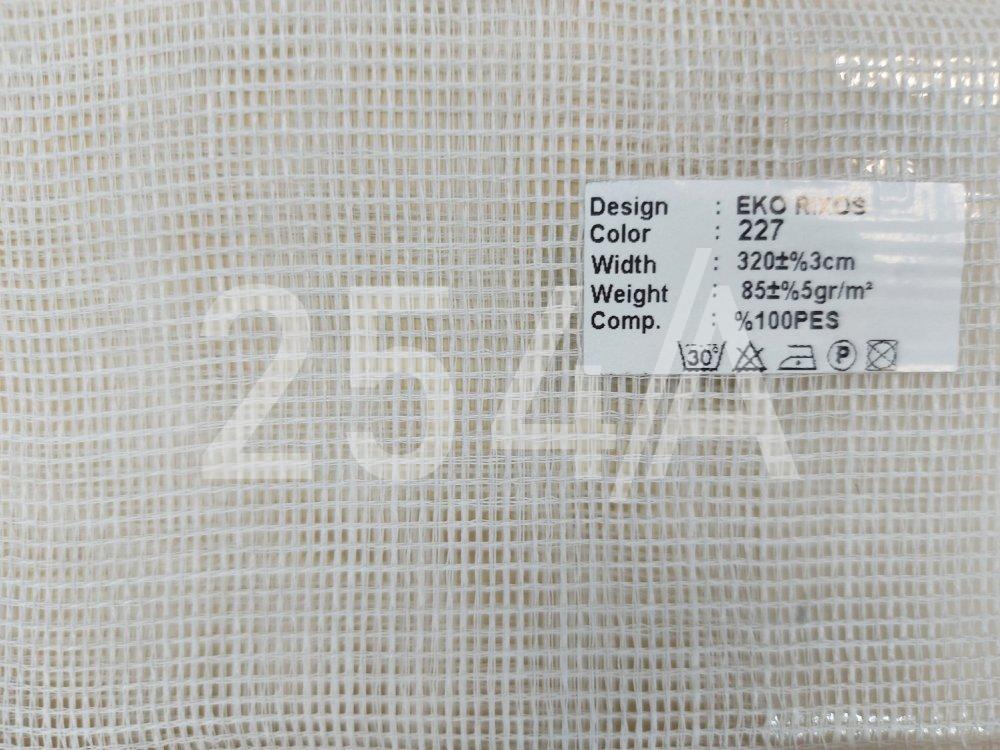 Design : EKO RIXOS
Color : 227
Width : 320±%3cm
Weight : 85±%5gr/m²
Comp. : %100PES
30° P
254/A